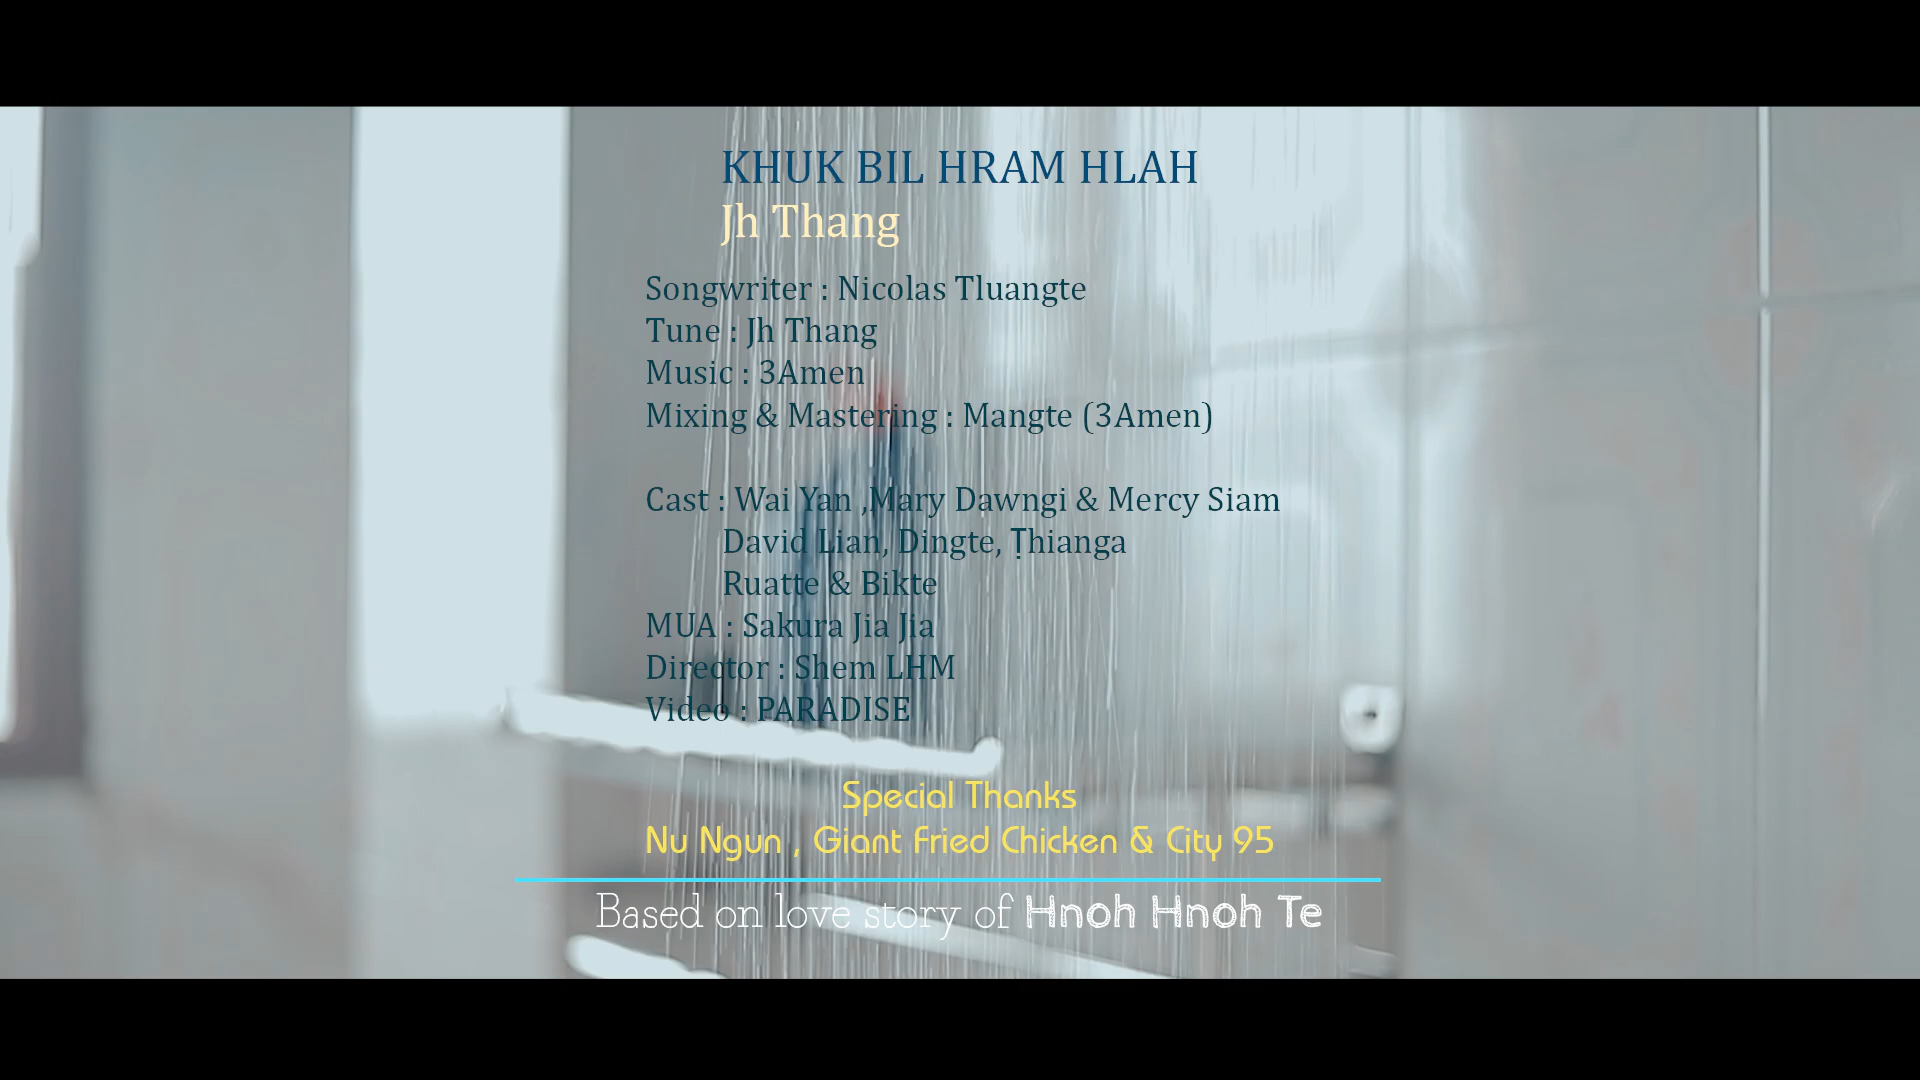 KHUK BIL HRAM HLAH
Jh Thang
Songwriter : Nicolas Tluangte
Tune : Jh Thang
Music : 3Amen
Mixing & Mastering : Mangte (3Amen)
Cast : Wai Yan ,Mary Dawngi & Mercy Siam
David Lian, Dingte, Ṭhianga
Ruatte & Bikte
MUA : Sakura Jia Jia
Director : Shem LHM
Video : PARADISE
Special Thanks
Nu Ngun , Giant Fried Chicken & City 95
Based on love story of Hnoh Hnoh Te